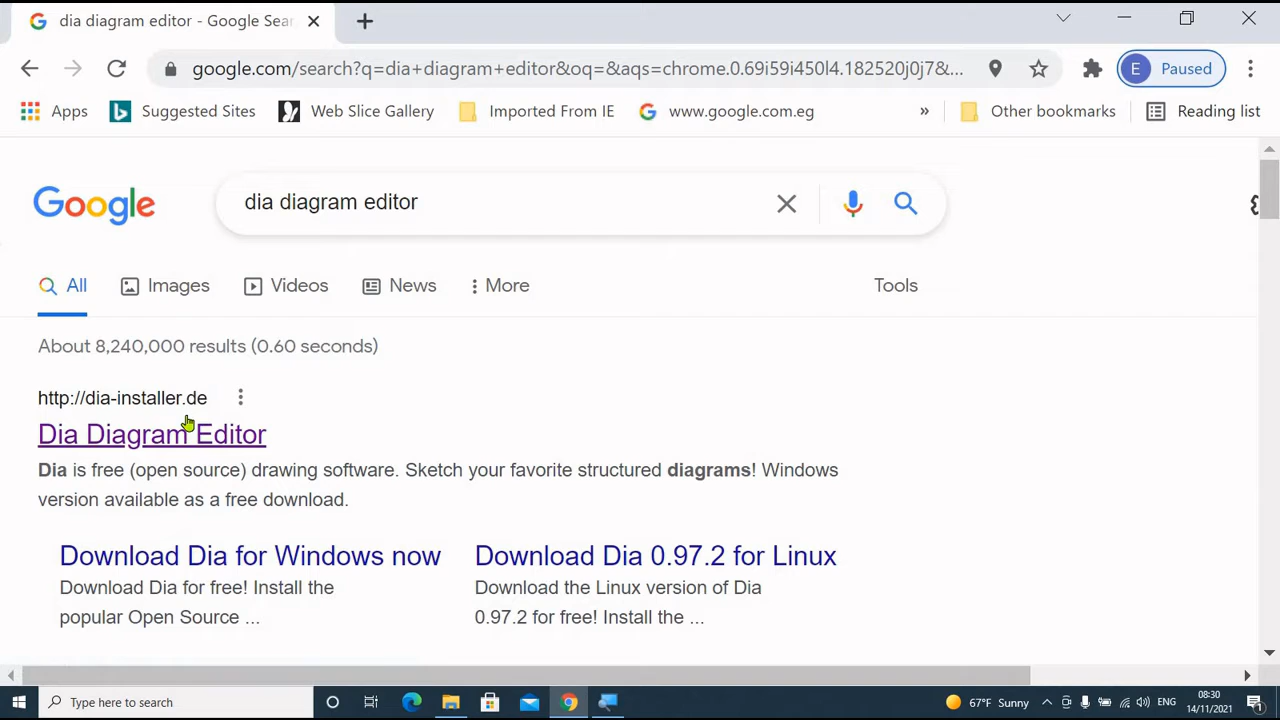 dia diagram editor - Google Sear
google.com/search?q=dia+diagram+editor&oq=&aqs=chrome.0.69i59i450l4.182520j0j7&...
E Paused
Apps
Suggested Sites
Web Slice Gallery
Imported From IE
www.google.com.eg
»
Other bookmarks
Reading list
Google
dia diagram editor
All
Images
Videos
News
More
Tools
About 8,240,000 results (0.60 seconds)
http://dia-installer.de
Dia Diagram Editor
Dia is free (open source) drawing software. Sketch your favorite structured diagrams! Windows
version available as a free download.
Download Dia for Windows now
Download Dia for free! Install the
popular Open Source ...
Download Dia 0.97.2 for Linux
Download the Linux version of Dia
0.97.2 for free! Install the ...
Type here to search
67°F Sunny
ENG
08:30
14/11/2021